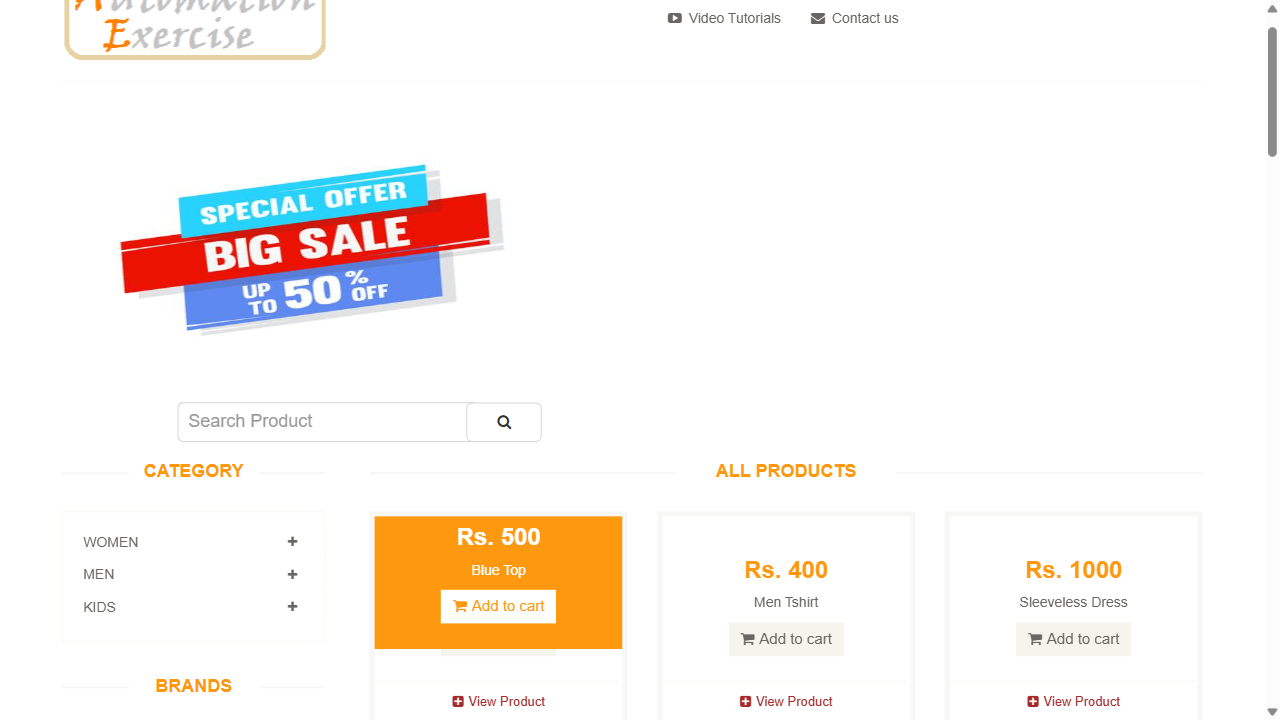 Automation
Exercise
Video Tutorials
Contact us
SPECIAL OFFER
BIG SALE
UP TO 50% OFF
Search Product
CATEGORY
ALL PRODUCTS
WOMEN
MEN
KIDS
BRANDS
Rs. 500
Blue Top
Add to cart
View Product
Rs. 400
Men Tshirt
Add to cart
View Product
Rs. 1000
Sleeveless Dress
Add to cart
View Product